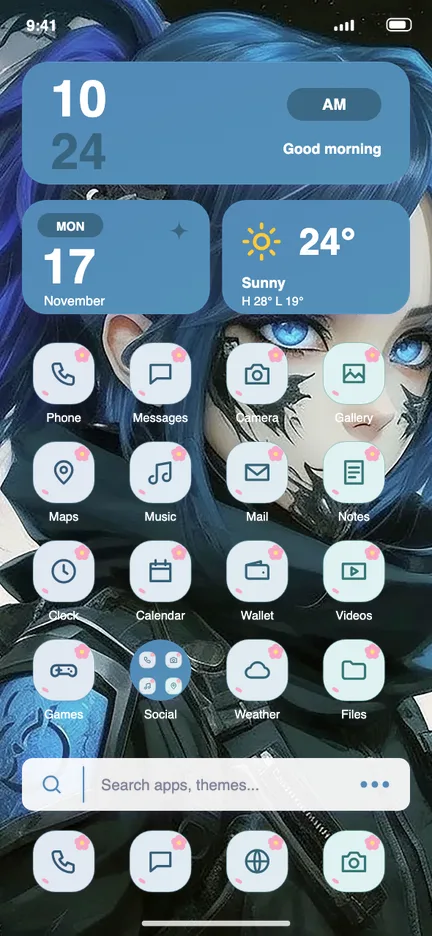 9:41
10
24
AM
Good morning
MON
17
November
24°
Sunny
H 28° L 19°
Phone
Messages
Camera
Gallery
Maps
Music
Mail
Notes
Clock
Calendar
Wallet
Videos
Games
Social
Weather
Files
Search apps, themes...